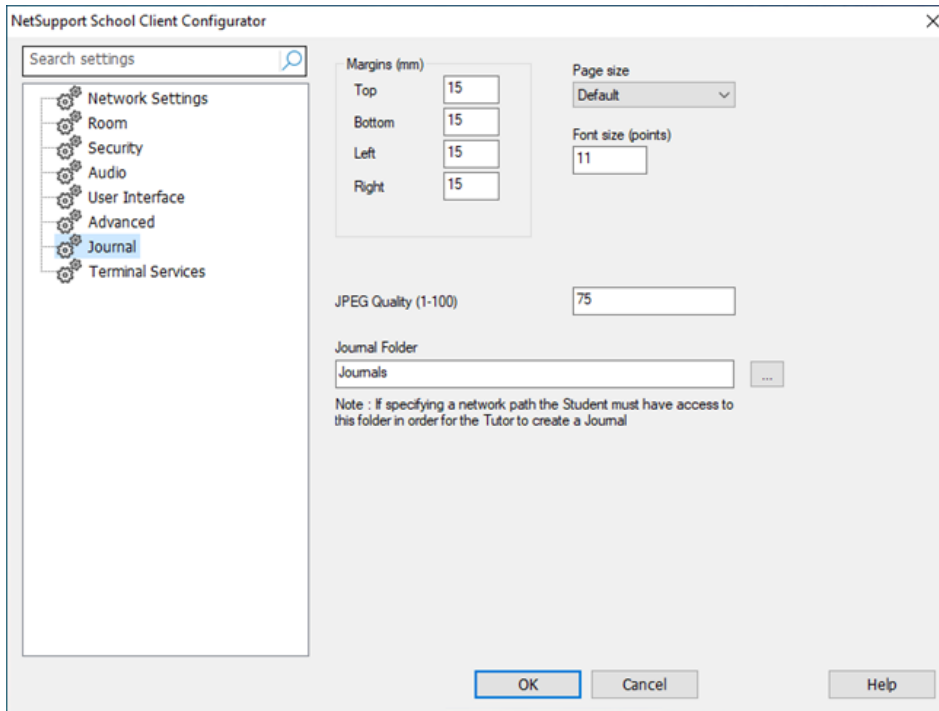 NetSupport School Client Configurator
Search settings
Network Settings
Room
Security
Audio
User Interface
Advanced
Journal
Terminal Services
Margins (mm)
Top 15
Bottom 15
Left 15
Right 15
Page size
Default
Font size (points)
11
JPEG Quality (1-100) 75
Journal Folder
Journals
...
Note : If specifying a network path the Student must have access to
this folder in order for the Tutor to create a Journal
OK Cancel Help